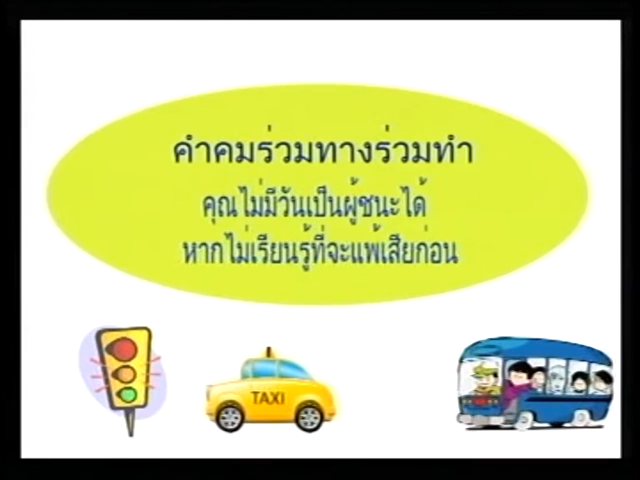 คำคมร่วมทางร่วมทำ
คุณไม่มีวันเป็นผู้ชนะได้
หากไม่เรียนรู้ที่จะแพ้เสียก่อน
TAXI